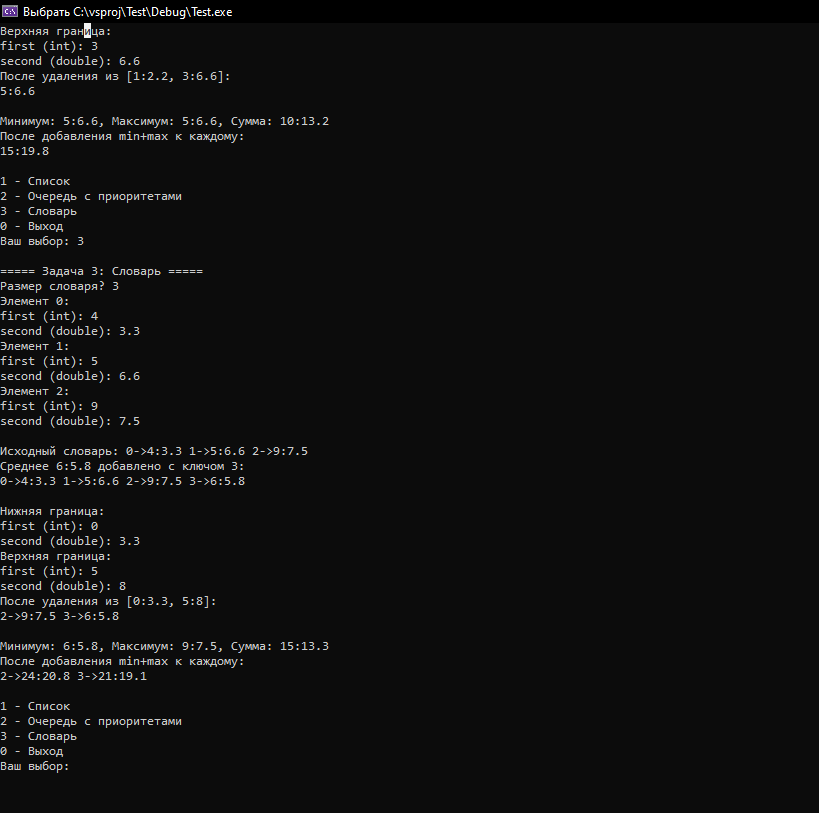 Выбрать C:\vsproj\Test\Debug\Test.exe
Верхняя граница:
first (int): 3
second (double): 6.6
После удаления из [1:2.2, 3:6.6]:
5:6.6
Минимум: 5:6.6, Максимум: 5:6.6, Сумма: 10:13.2
После добавления min+max к каждому:
15:19.8
1 - Список
2 - Очередь с приоритетами
3 - Словарь
0 - Выход
Ваш выбор: 3
===== Задача 3: Словарь =====
Размер словаря? 3
Элемент 0:
first (int): 4
second (double): 3.3
Элемент 1:
first (int): 5
second (double): 6.6
Элемент 2:
first (int): 9
second (double): 7.5
Исходный словарь: 0->4:3.3 1->5:6.6 2->9:7.5
Среднее 6:5.8 добавлено с ключом 3:
0->4:3.3 1->5:6.6 2->9:7.5 3->6:5.8
Нижняя граница:
first (int): 0
second (double): 3.3
Верхняя граница:
first (int): 5
second (double): 8
После удаления из [0:3.3, 5:8]:
2->9:7.5 3->6:5.8
Минимум: 6:5.8, Максимум: 9:7.5, Сумма: 15:13.3
После добавления min+max к каждому:
2->24:20.8 3->21:19.1
1 - Список
2 - Очередь с приоритетами
3 - Словарь
0 - Выход
Ваш выбор: